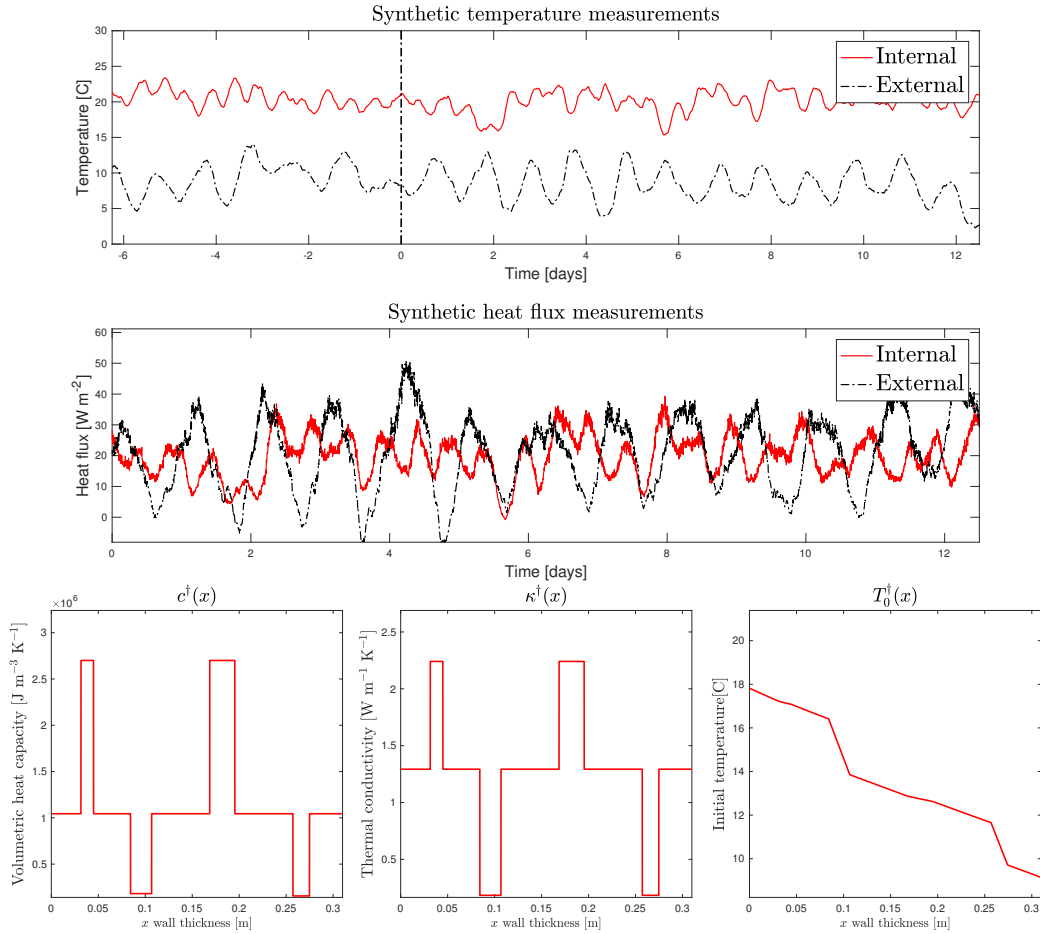 Synthetic temperature measurements
30
25
20
15
10
5
0
Temperature [C]
Internal
External
-6 -4 -2 0 2 4 6 8 10 12
Time [days]
Synthetic heat flux measurements
60
50
40
30
20
10
0
Heat flux [W m⁻²]
Internal
External
0 2 4 6 8 10 12
Time [days]
c†(x)
×10⁶
3
2.5
2
1.5
1
0.5
Volumetric heat capacity [J m⁻³ K⁻¹]
0 0.05 0.1 0.15 0.2 0.25 0.3
x wall thickness [m]
κ†(x)
2.5
2
1.5
1
0.5
Thermal conductivity [W m⁻¹ K⁻¹]
0 0.05 0.1 0.15 0.2 0.25 0.3
x wall thickness [m]
T₀†(x)
20
18
16
14
12
10
Initial temperature[C]
0 0.05 0.1 0.15 0.2 0.25 0.3
x wall thickness [m]